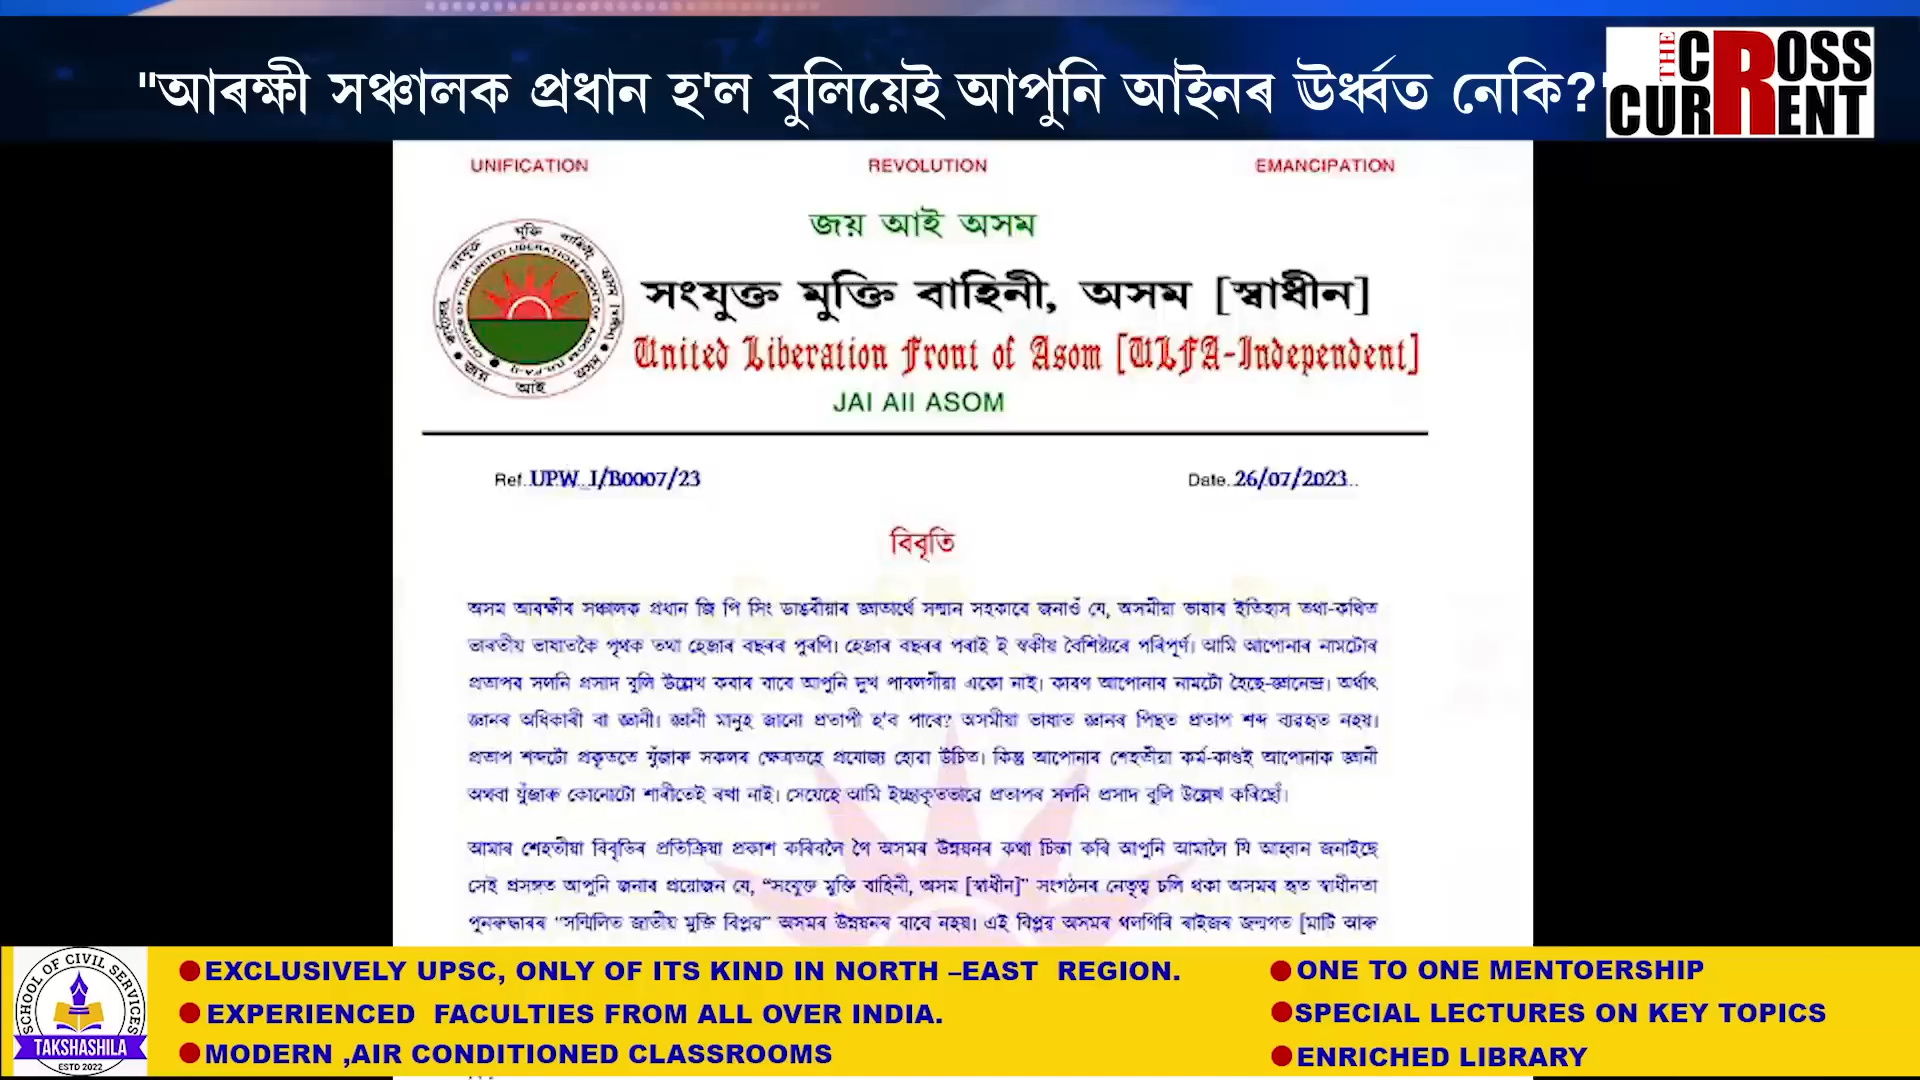 "আৰক্ষী সঞ্চালক প্ৰধান হ'ল বুলিয়েই আপুনি আইনৰ ঊৰ্ধ্বত নেকি?"
THE CROSS CURRENT
UNIFICATION REVOLUTION EMANCIPATION
জয় আই অসম
সংযুক্ত মুক্তি বাহিনী, অসম [স্বাধীন]
United Liberation Front of Asom [ULFA-Independent]
JAI AII ASOM
Ref..UPW_I/B0007/23 Date..26/07/2023..
বিবৃতি
অসম আৰক্ষীৰ সঞ্চালক প্ৰধান জি পি সিং ডাঙৰীয়াৰ জ্ঞাতাৰ্থে সন্মান সহকাৰে জনাওঁ যে, অসমীয়া ভাষাৰ ইতিহাস তথা-কথিত
ভাৰতীয় ভাষাতকৈ পৃথক তথা হেজাৰ বছৰৰ পুৰণি। হেজাৰ বছৰৰ পৰাই ই স্বকীয় বৈশিষ্ট্যৰে পৰিপূৰ্ণ। আমি আপোনাৰ নামটোৰ
প্ৰতাপৰ সলনি প্ৰসাদ বুলি উল্লেখ কৰাৰ বাবে আপুনি দুখ পাবলগীয়া একো নাই। কাৰণ আপোনাৰ নামটো হৈছে-জ্ঞানেন্দ্ৰ। অৰ্থাৎ
জ্ঞানৰ অধিকাৰী বা জ্ঞানী। জ্ঞানী মানুহ জানো প্ৰতাপী হ'ব পাৰে? অসমীয়া ভাষাত জ্ঞানৰ পিছত প্ৰতাপ শব্দ ব্যৱহৃত নহয়।
প্ৰতাপ শব্দটো প্ৰকৃততে যুঁজাৰু সকলৰ ক্ষেত্ৰতহে প্ৰযোজ্য হোৱা উচিত। কিন্তু আপোনাৰ শেহতীয়া কৰ্ম-কাণ্ডই আপোনাক জ্ঞানী
অথবা যুঁজাৰু কোনোটো শাৰীতেই ৰখা নাই। সেয়েহে আমি ইচ্ছাকৃতভাৱে প্ৰতাপৰ সলনি প্ৰসাদ বুলি উল্লেখ কৰিছোঁ।
আমাৰ শেহতীয়া বিবৃতিৰ প্ৰতিক্ৰিয়া প্ৰকাশ কৰিবলৈ গৈ অসমৰ উন্নয়নৰ কথা চিন্তা কৰি আপুনি আমালৈ যি আহ্বান জনাইছে
সেই প্ৰসঙ্গত আপুনি জনাৰ প্ৰয়োজন যে, "সংযুক্ত মুক্তি বাহিনী, অসম [স্বাধীন]" সংগঠনৰ নেতৃত্ব চলি থকা অসমৰ হৃত স্বাধীনতা
পুনৰুদ্ধাৰৰ "সন্মিলিত জাতীয় মুক্তি বিপ্লৱ" অসমৰ উন্নয়নৰ বাবে নহয়। এই বিপ্লৱ অসমৰ থলগিৰি ৰাইজৰ জন্মগত [মাটি আৰু
SCHOOL OF CIVIL SERVICES
TAKSHASHILA
ESTD 2022
EXCLUSIVELY UPSC, ONLY OF ITS KIND IN NORTH –EAST REGION.
EXPERIENCED FACULTIES FROM ALL OVER INDIA.
MODERN ,AIR CONDITIONED CLASSROOMS
ONE TO ONE MENTOERSHIP
SPECIAL LECTURES ON KEY TOPICS
ENRICHED LIBRARY